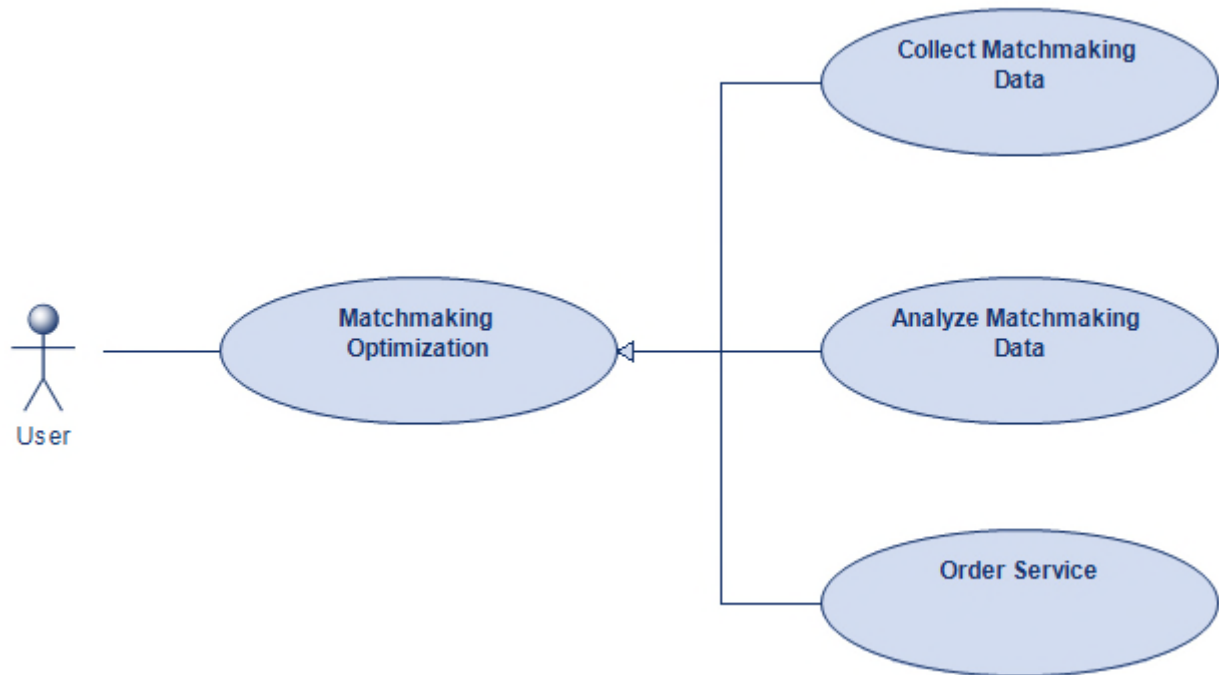 Collect Matchmaking
Data
Matchmaking
Optimization
Analyze Matchmaking
Data
User
Order Service